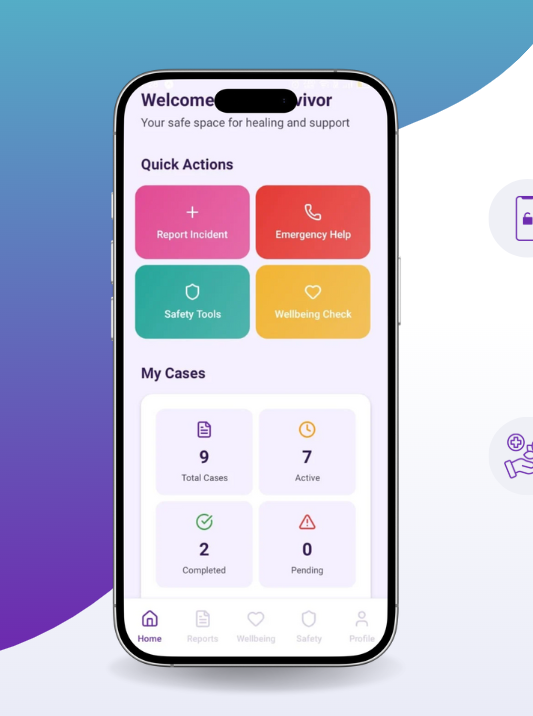 Welcome vivor
Your safe space for healing and support
Quick Actions
Report Incident
Emergency Help
Safety Tools
Wellbeing Check
My Cases
9
Total Cases
7
Active
2
Completed
0
Pending
Home
Reports
Wellbeing
Safety
Profile